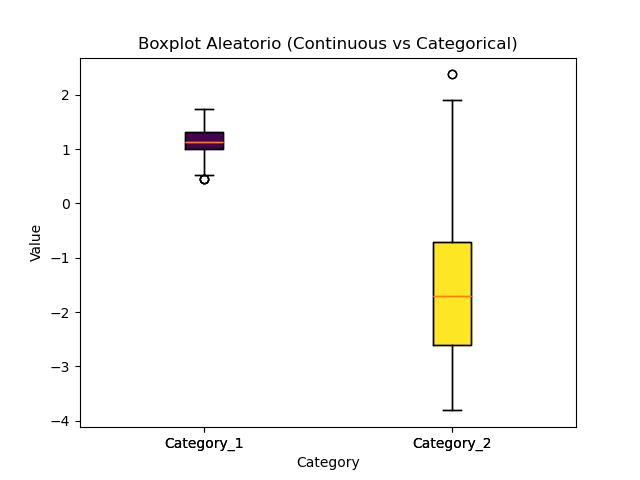 Boxplot Aleatorio (Continuous vs Categorical)
Value
2
1
0
−1
−2
−3
−4
Category_1
Category_2
Category